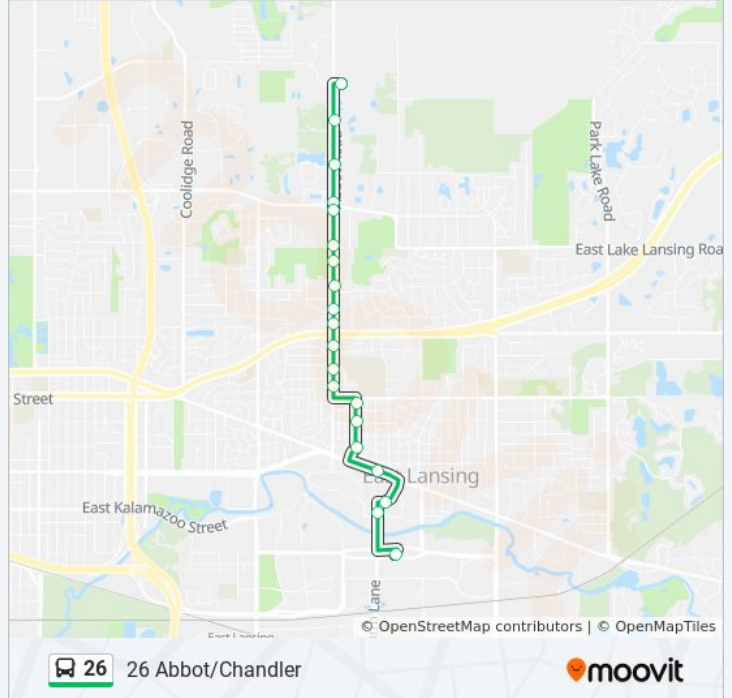 Coolidge Road
Park Lake Road
East Lake Lansing Roa
Street
East Lansing
East Kalamazoo Street
Lane
East Lansing
© OpenStreetMap contributors | © OpenMapTiles
26
26 Abbot/Chandler
moovit